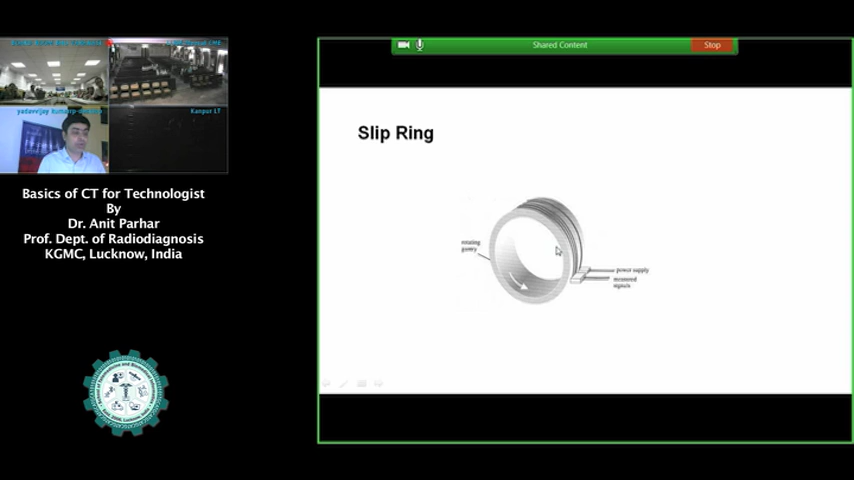 Kanpur LT
Basics of CT for Technologist
By
Dr. Anit Parhar
Prof. Dept. of Radiodiagnosis
KGMC, Lucknow, India
Shared Content
Stop
Slip Ring
rotating
gantry
power supply
measured
signals